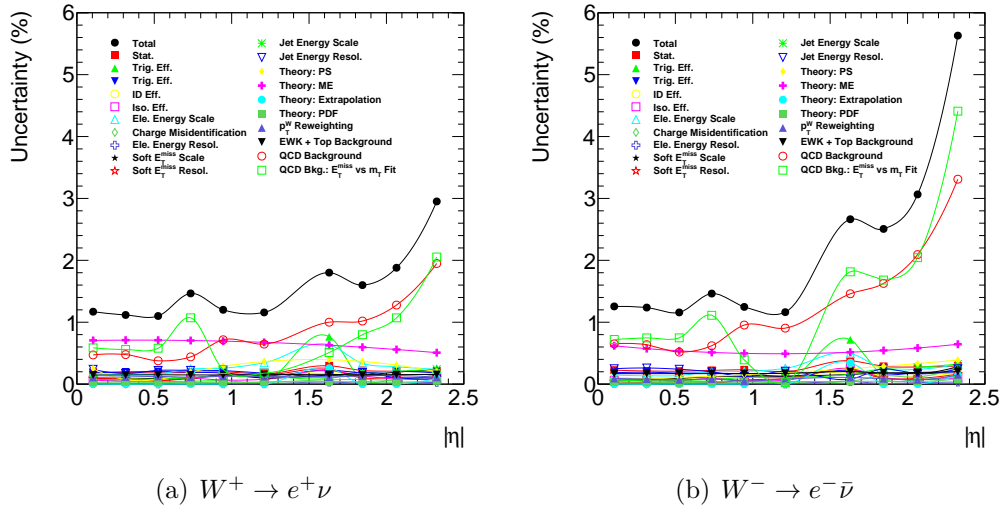 Uncertainty (%)
6
5
4
3
2
1
0
0 0.5 1 1.5 2 2.5
|η|
Total
Stat.
Trig. Eff.
Trig. Eff.
ID Eff.
Iso. Eff.
Ele. Energy Scale
Charge Misidentification
Ele. Energy Resol.
Soft E_T^miss Scale
Soft E_T^miss Resol.
Jet Energy Scale
Jet Energy Resol.
Theory: PS
Theory: ME
Theory: Extrapolation
Theory: PDF
p_T^W Reweighting
EWK + Top Background
QCD Background
QCD Bkg.: E_T^miss vs m_T Fit
(a) W⁺ → e⁺ν
Uncertainty (%)
6
5
4
3
2
1
0
0 0.5 1 1.5 2 2.5
|η|
Total
Stat.
Trig. Eff.
Trig. Eff.
ID Eff.
Iso. Eff.
Ele. Energy Scale
Charge Misidentification
Ele. Energy Resol.
Soft E_T^miss Scale
Soft E_T^miss Resol.
Jet Energy Scale
Jet Energy Resol.
Theory: PS
Theory: ME
Theory: Extrapolation
Theory: PDF
p_T^W Reweighting
EWK + Top Background
QCD Background
QCD Bkg.: E_T^miss vs m_T Fit
(b) W⁻ → e⁻ν̄